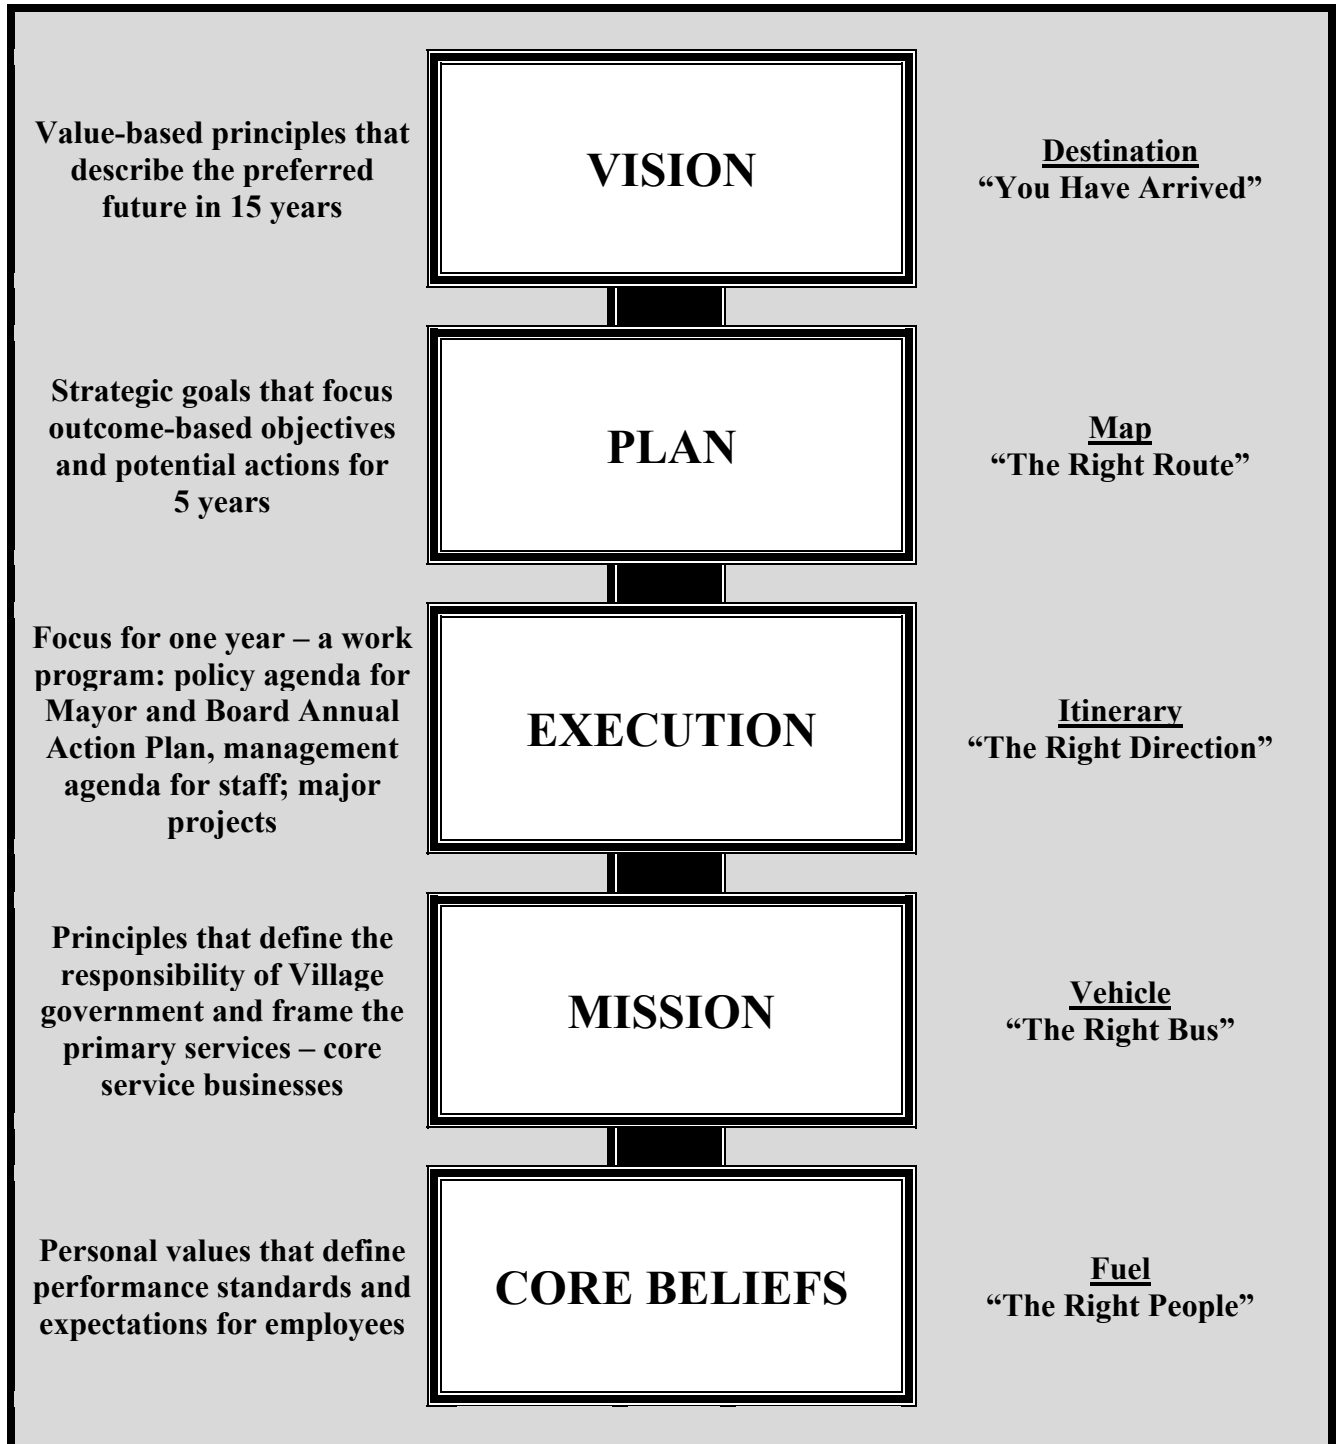 Value-based principles that
describe the preferred
future in 15 years
VISION
Destination
“You Have Arrived”
Strategic goals that focus
outcome-based objectives
and potential actions for
5 years
PLAN
Map
“The Right Route”
Focus for one year – a work
program: policy agenda for
Mayor and Board Annual
Action Plan, management
agenda for staff; major
projects
EXECUTION
Itinerary
“The Right Direction”
Principles that define the
responsibility of Village
government and frame the
primary services – core
service businesses
MISSION
Vehicle
“The Right Bus”
Personal values that define
performance standards and
expectations for employees
CORE BELIEFS
Fuel
“The Right People”